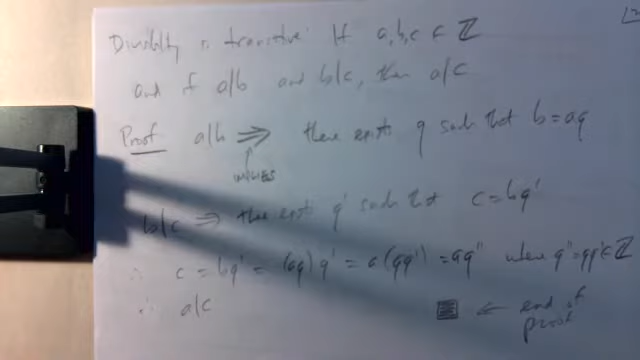 Divisibility is transitive: If a,b,c ∈ ℤ
and if a|b and b|c, then a|c
Proof a|b ⇒ there exists q such that b = aq
implies
b|c ⇒ there exists q' such that c = bq'
∴ c = bq' = (aq)q' = a(qq') = aq'' where q'' = qq' ∈ ℤ
∴ a|c ← end of
proof